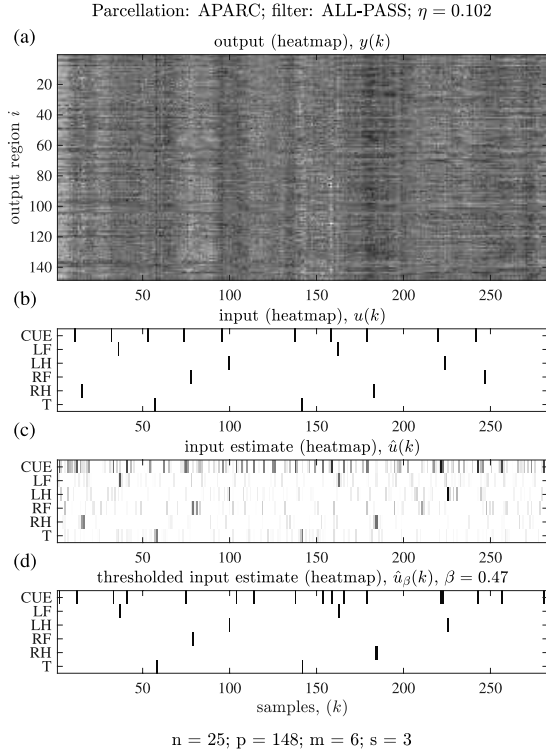 Parcellation: APARC; filter: ALL-PASS; η = 0.102
(a)
output (heatmap), y(k)
output region i
20
40
60
80
100
120
140
50 100 150 200 250
(b)
input (heatmap), u(k)
CUE
LF
LH
RF
RH
T
50 100 150 200 250
(c)
input estimate (heatmap), û(k)
CUE
LF
LH
RF
RH
T
50 100 150 200 250
(d)
thresholded input estimate (heatmap), û_β(k), β = 0.47
CUE
LF
LH
RF
RH
T
50 100 150 200 250
samples, (k)
n = 25; p = 148; m = 6; s = 3